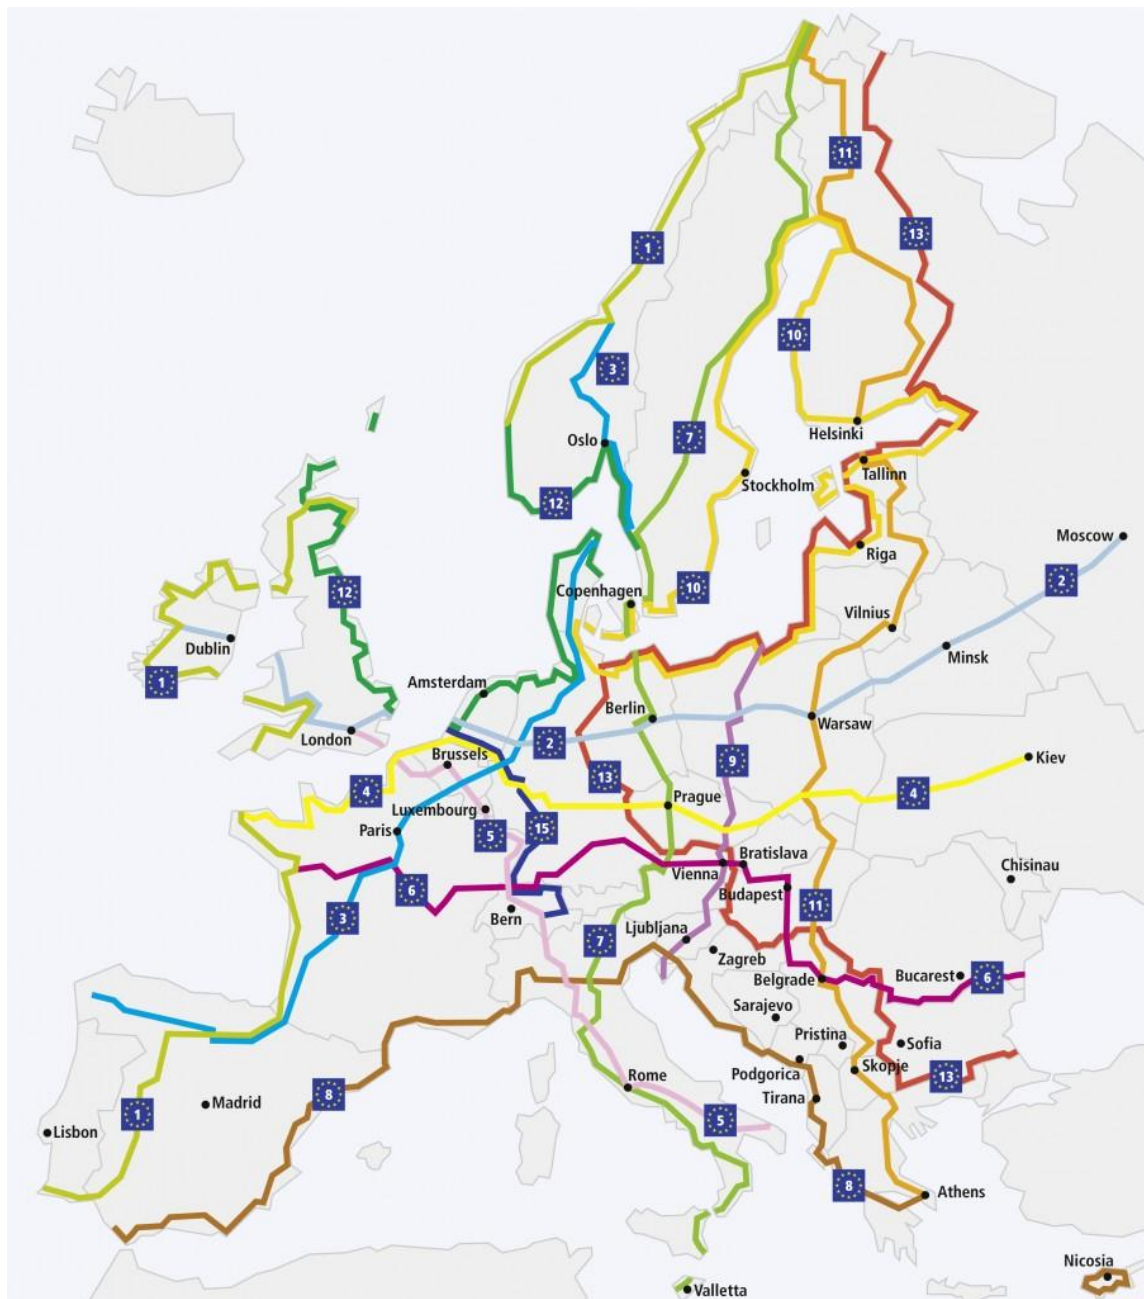 11
13
1
10
3
Helsinki
7
Oslo
Tallinn
Stockholm
12
Moscow
Riga
2
10
Copenhagen
12
Vilnius
Dublin
Minsk
1
Amsterdam
Berlin
Warsaw
London
2
Brussels
9
Kiev
13
4
4
Prague
Luxembourg
15
Paris
5
Bratislava
Chisinau
Vienna
6
Budapest
11
Bern
3
Ljubljana
7
Zagreb
Belgrade
Bucarest
6
Sarajevo
Pristina
Sofia
Podgorica
Skopje
13
Rome
8
Madrid
Tirana
1
5
Lisbon
8
Athens
Nicosia
Valletta